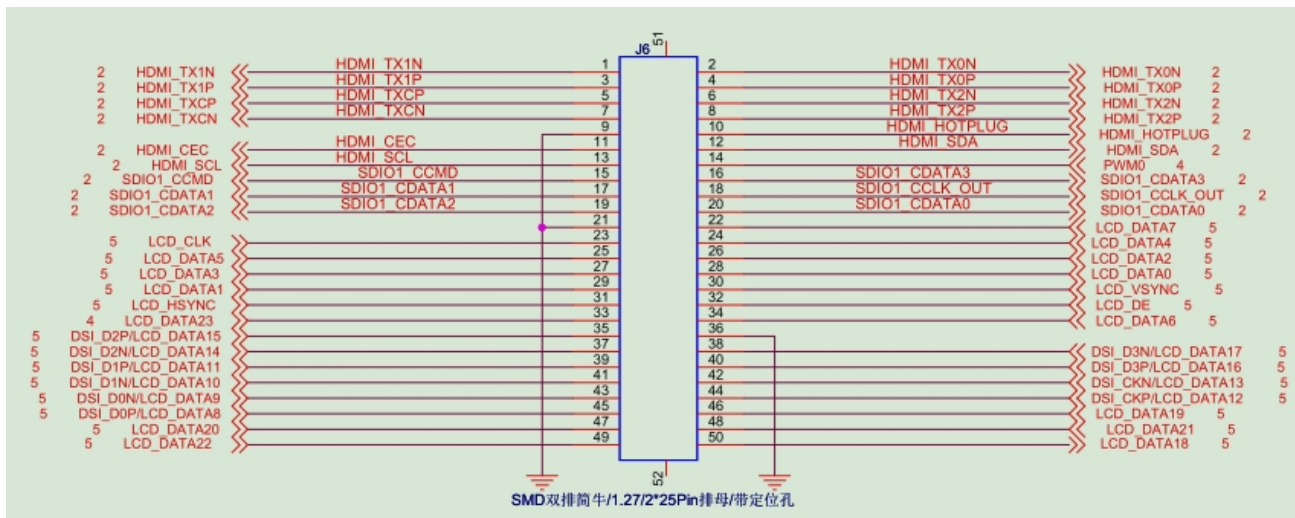 51
J6
2 HDMI_TX1N HDMI_TX1N 1 2 HDMI_TX0N HDMI_TX0N 2
2 HDMI_TX1P HDMI_TX1P 3 4 HDMI_TX0P HDMI_TX0P 2
2 HDMI_TXCP HDMI_TXCP 5 6 HDMI_TX2N HDMI_TX2N 2
2 HDMI_TXCN HDMI_TXCN 7 8 HDMI_TX2P HDMI_TX2P 2
9 10 HDMI_HOTPLUG HDMI_HOTPLUG 2
2 HDMI_CEC HDMI_CEC 11 12 HDMI_SDA HDMI_SDA 2
2 HDMI_SCL HDMI_SCL 13 14 PWM0 4
2 SDIO1_CCMD SDIO1_CCMD 15 16 SDIO1_CDATA3 SDIO1_CDATA3 2
2 SDIO1_CDATA1 SDIO1_CDATA1 17 18 SDIO1_CCLK_OUT SDIO1_CCLK_OUT 2
2 SDIO1_CDATA2 SDIO1_CDATA2 19 20 SDIO1_CDATA0 SDIO1_CDATA0 2
21 22 LCD_DATA7 5
5 LCD_CLK 23 24 LCD_DATA4 5
5 LCD_DATA5 25 26 LCD_DATA2 5
5 LCD_DATA3 27 28 LCD_DATA0 5
5 LCD_DATA1 29 30 LCD_VSYNC 5
5 LCD_HSYNC 31 32 LCD_DE 5
4 LCD_DATA23 33 34 LCD_DATA6 5
5 DSI_D2P/LCD_DATA15 35 36
5 DSI_D2N/LCD_DATA14 37 38 DSI_D3N/LCD_DATA17 5
5 DSI_D1P/LCD_DATA11 39 40 DSI_D3P/LCD_DATA16 5
5 DSI_D1N/LCD_DATA10 41 42 DSI_CKN/LCD_DATA13 5
5 DSI_D0N/LCD_DATA9 43 44 DSI_CKP/LCD_DATA12 5
5 DSI_D0P/LCD_DATA8 45 46 LCD_DATA19 5
5 LCD_DATA20 47 48 LCD_DATA21 5
5 LCD_DATA22 49 50 LCD_DATA18 5
52
SMD双排简牛/1.27/2*25Pin排母/带定位孔